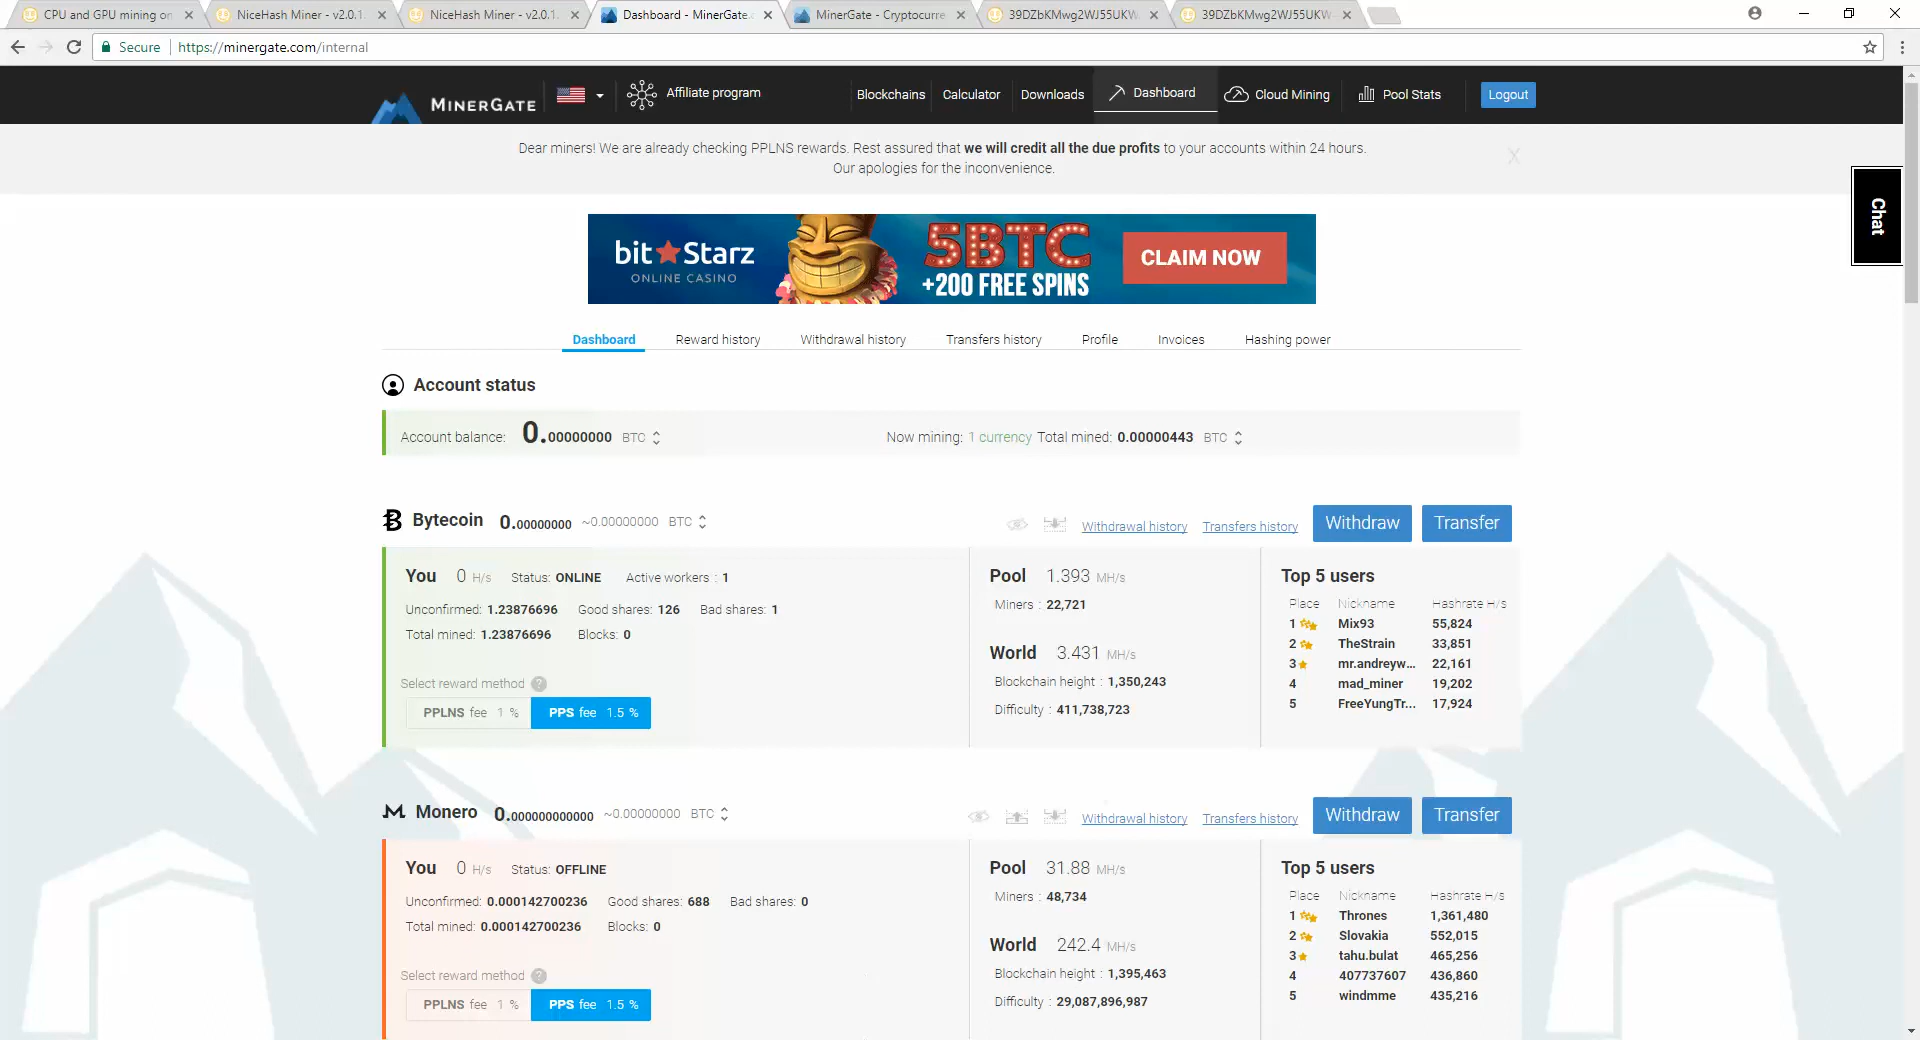 CPU and GPU mining on
NiceHash Miner - v2.0.1.
NiceHash Miner - v2.0.1.
Dashboard - MinerGate.c
MinerGate - Cryptocurre
39DZbKMwg2WJ55UKW
39DZbKMwg2WJ55UKW
Secure https://minergate.com/internal
MINERGATE
Affiliate program
Blockchains
Calculator
Downloads
Dashboard
Cloud Mining
Pool Stats
Logout
Dear miners! We are already checking PPLNS rewards. Rest assured that we will credit all the due profits to your accounts within 24 hours.
Our apologies for the inconvenience.
X
Chat
bit Starz
ONLINE CASINO
5BTC
+200 FREE SPINS
CLAIM NOW
Dashboard
Reward history
Withdrawal history
Transfers history
Profile
Invoices
Hashing power
Account status
Account balance: 0.00000000 BTC
Now mining: 1 currency Total mined: 0.00000443 BTC
Bytecoin 0.00000000 ~0.00000000 BTC
Withdrawal history
Transfers history
Withdraw
Transfer
You 0 H/s Status: ONLINE Active workers : 1
Unconfirmed: 1.23876696 Good shares: 126 Bad shares: 1
Total mined: 1.23876696 Blocks: 0
Select reward method ?
PPLNS fee 1 %
PPS fee 1.5 %
Pool 1.393 MH/s
Miners : 22,721
World 3.431 MH/s
Blockchain height : 1,350,243
Difficulty : 411,738,723
Top 5 users
Place Nickname Hashrate H/s
1 Mix93 55,824
2 TheStrain 33,851
3 mr.andreyw... 22,161
4 mad_miner 19,202
5 FreeYungTr... 17,924
Monero 0.000000000000 ~0.00000000 BTC
Withdrawal history
Transfers history
Withdraw
Transfer
You 0 H/s Status: OFFLINE
Unconfirmed: 0.000142700236 Good shares: 688 Bad shares: 0
Total mined: 0.000142700236 Blocks: 0
Select reward method ?
PPLNS fee 1 %
PPS fee 1.5 %
Pool 31.88 MH/s
Miners : 48,734
World 242.4 MH/s
Blockchain height : 1,395,463
Difficulty : 29,087,896,987
Top 5 users
Place Nickname Hashrate H/s
1 Thrones 1,361,480
2 Slovakia 552,015
3 tahu.bulat 465,256
4 407737607 436,860
5 windmme 435,216